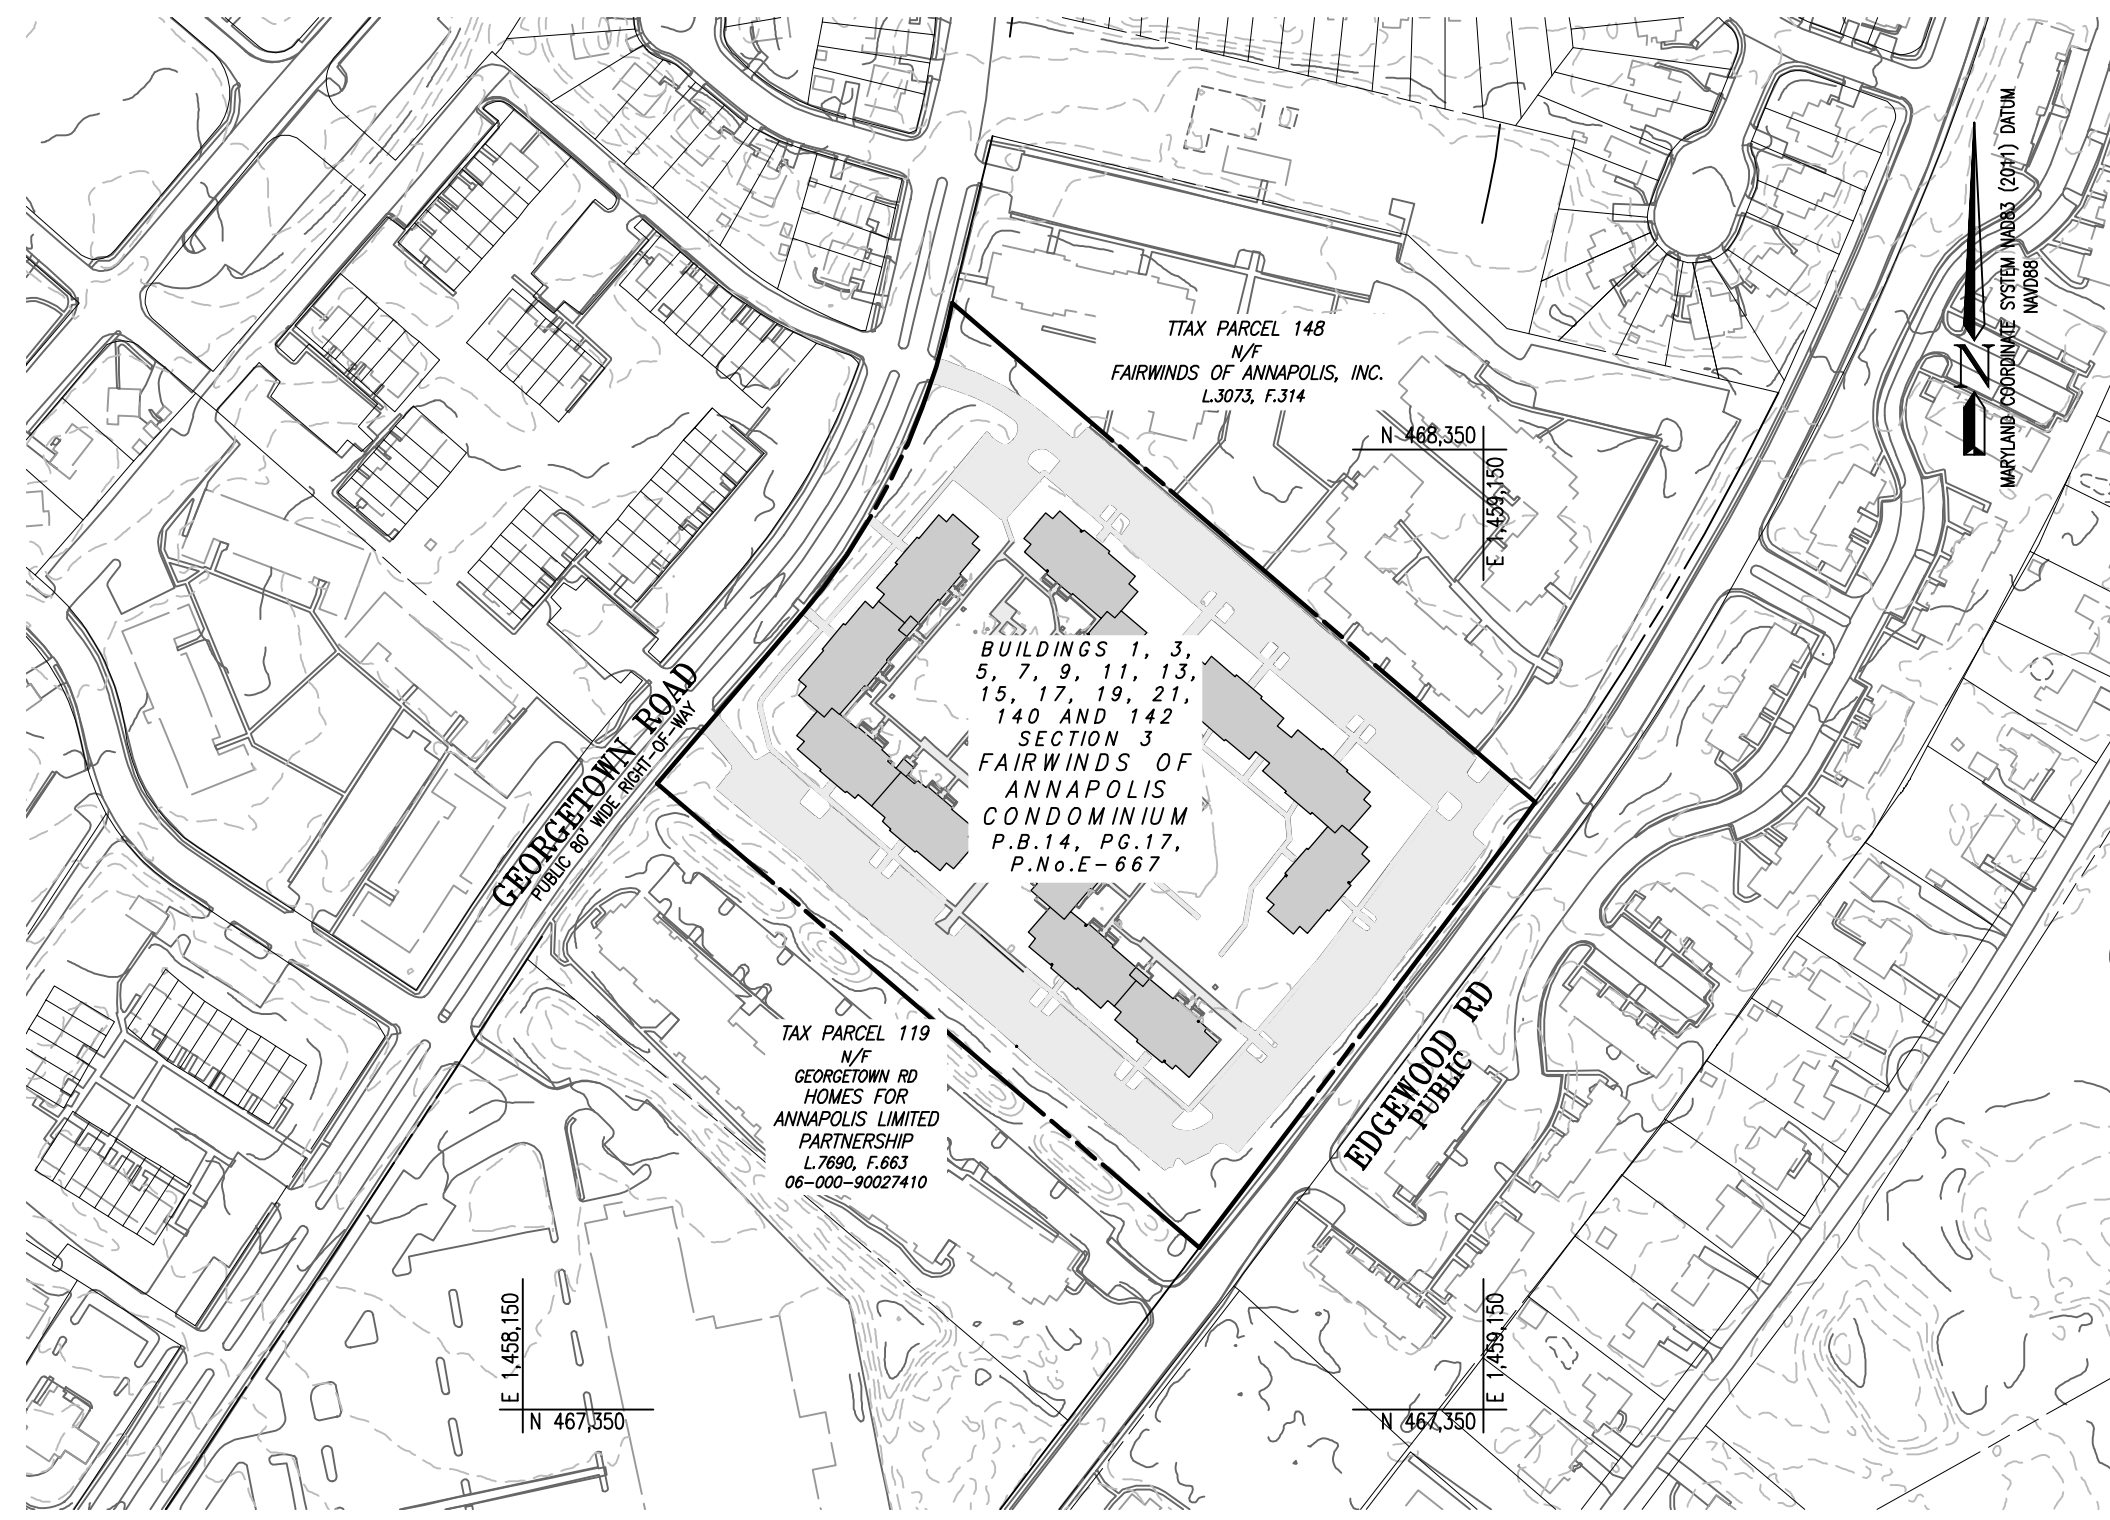 TTAX PARCEL 148
N/F
FAIRWINDS OF ANNAPOLIS, INC.
L.3073, F.314
N 468,350
E 1,459,150
MARYLAND COORDINATE SYSTEM NAD83 (2011) DATUM
NAVD88
N
BUILDINGS 1, 3,
5, 7, 9, 11, 13,
15, 17, 19, 21,
140 AND 142
SECTION 3
FAIRWINDS OF
ANNAPOLIS
CONDOMINIUM
P.B.14, PG.17,
P.No.E-667
GEORGETOWN ROAD
PUBLIC 80' WIDE RIGHT-OF-WAY
TAX PARCEL 119
N/F
GEORGETOWN RD
HOMES FOR
ANNAPOLIS LIMITED
PARTNERSHIP
L.7690, F.663
06-000-90027410
EDGEWOOD RD
PUBLIC
E 1,458,150
N 467,350
E 1,459,150
N 467,350